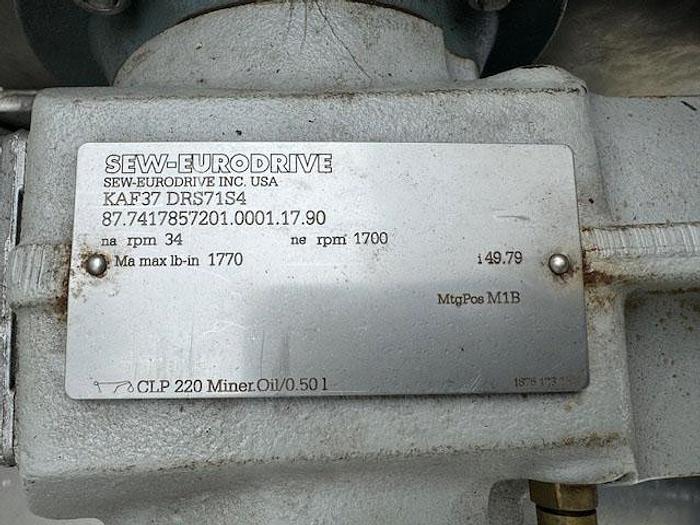 SEW-EURODRIVE
SEW-EURODRIVE INC. USA
KAF37 DRS71S4
87.7417857201.0001.17.90
na rpm 34 ne rpm 1700
Ma max lb-in 1770 i 49.79
MtgPos M1B
CLP 220 Miner.Oil/0.50 l